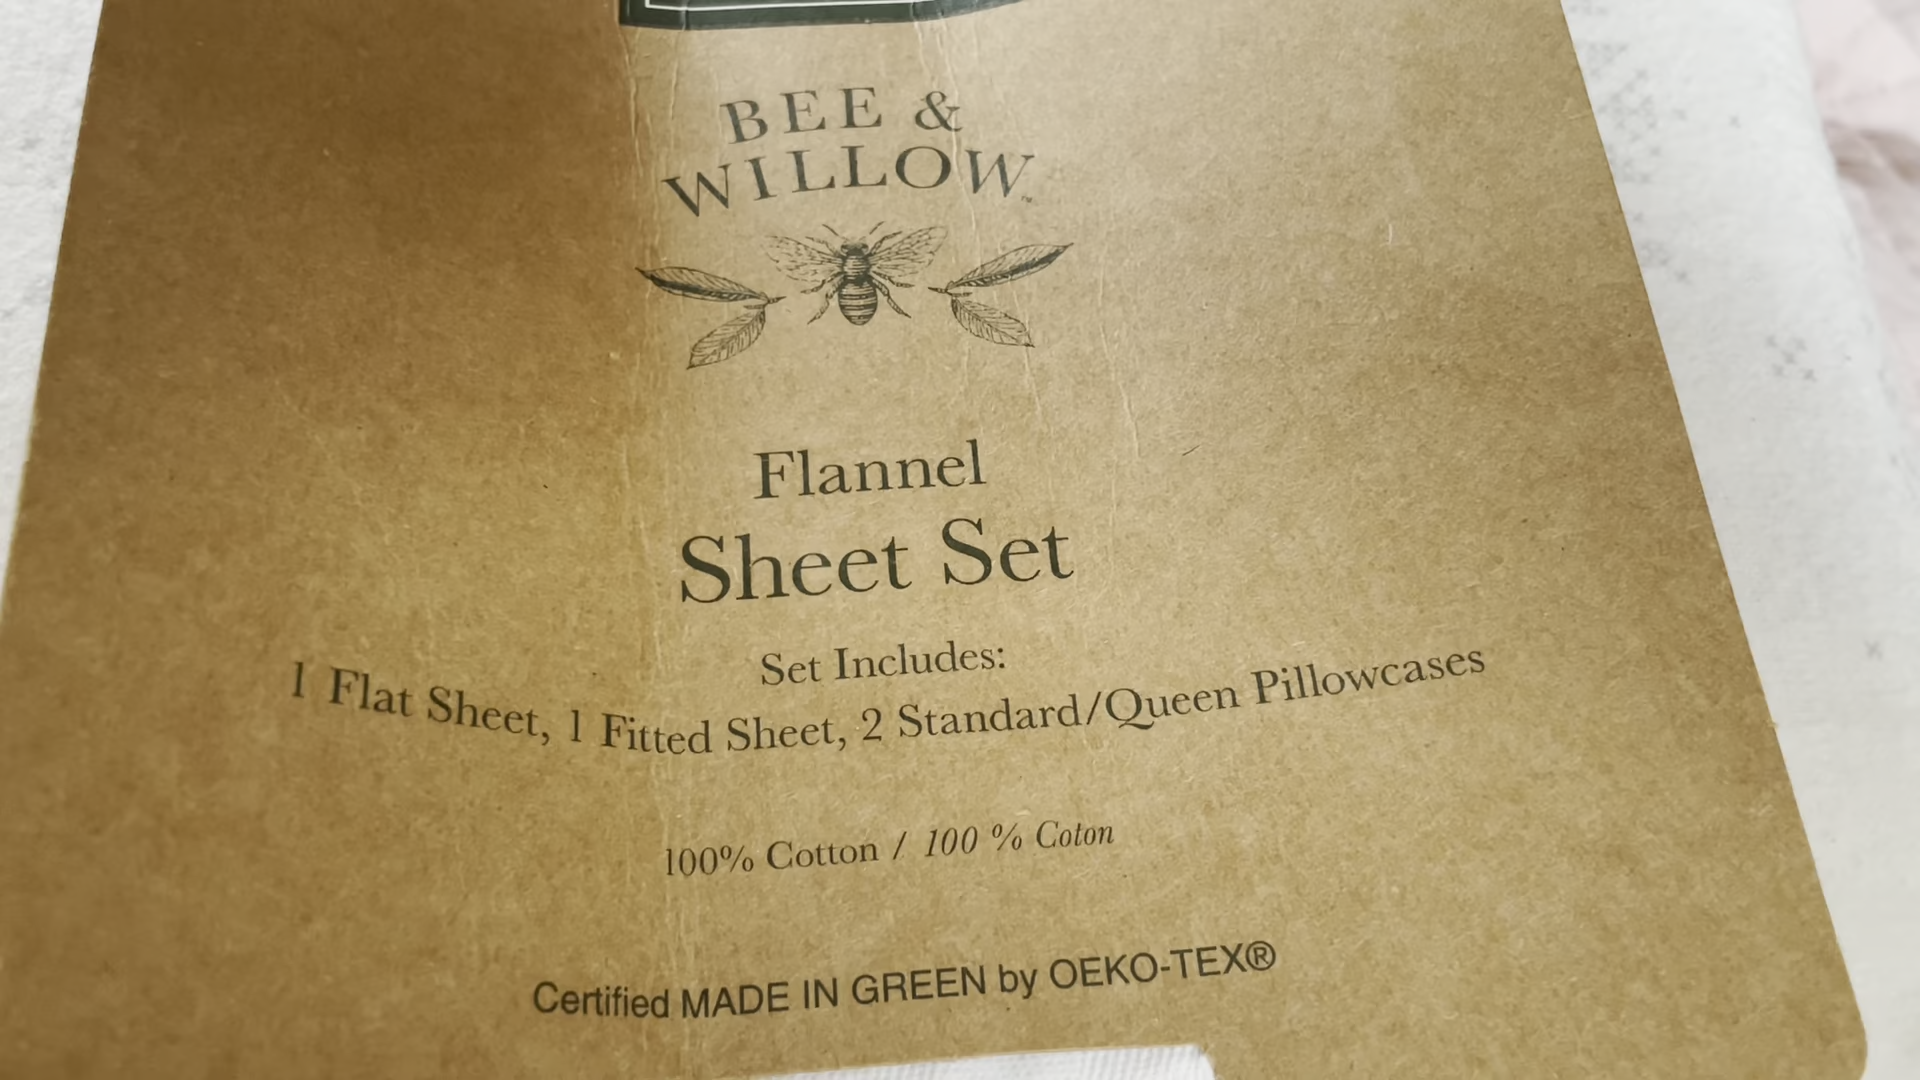 BEE &
WILLOW™
Flannel
Sheet Set
Set Includes:
1 Flat Sheet, 1 Fitted Sheet, 2 Standard/Queen Pillowcases
100% Cotton / 100 % Coton
Certified MADE IN GREEN by OEKO-TEX®